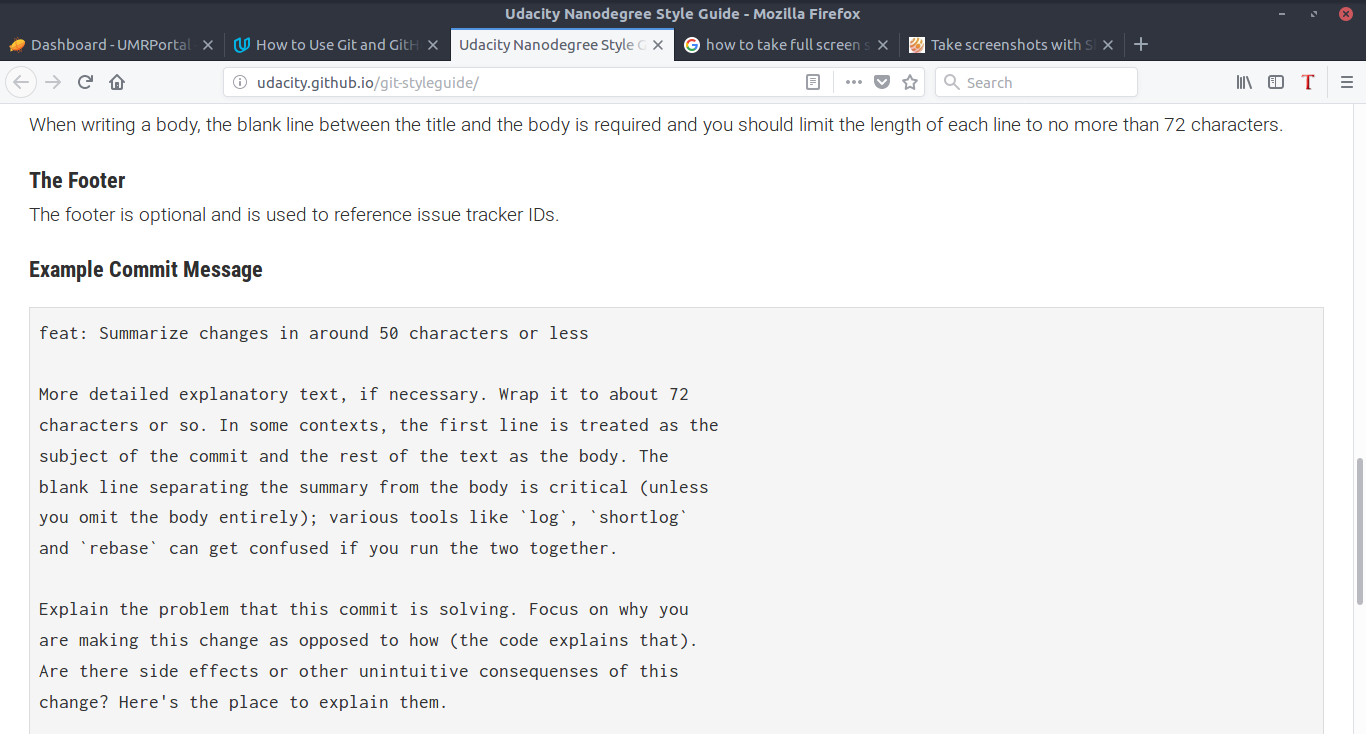 Udacity Nanodegree Style Guide - Mozilla Firefox
Dashboard - UMRPortal
How to Use Git and GitH
Udacity Nanodegree Style G
how to take full screen s
Take screenshots with S
udacity.github.io/git-styleguide/
Search
When writing a body, the blank line between the title and the body is required and you should limit the length of each line to no more than 72 characters.
The Footer
The footer is optional and is used to reference issue tracker IDs.
Example Commit Message
feat: Summarize changes in around 50 characters or less
More detailed explanatory text, if necessary. Wrap it to about 72
characters or so. In some contexts, the first line is treated as the
subject of the commit and the rest of the text as the body. The
blank line separating the summary from the body is critical (unless
you omit the body entirely); various tools like `log`, `shortlog`
and `rebase` can get confused if you run the two together.
Explain the problem that this commit is solving. Focus on why you
are making this change as opposed to how (the code explains that).
Are there side effects or other unintuitive consequenses of this
change? Here's the place to explain them.